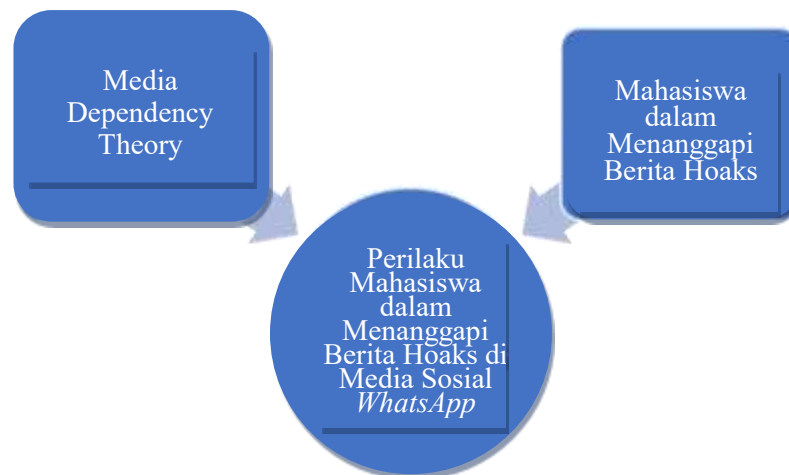 Media
Dependency
Theory
Mahasiswa
dalam
Menanggapi
Berita Hoaks
Perilaku
Mahasiswa
dalam
Menanggapi
Berita Hoaks di
Media Sosial
WhatsApp